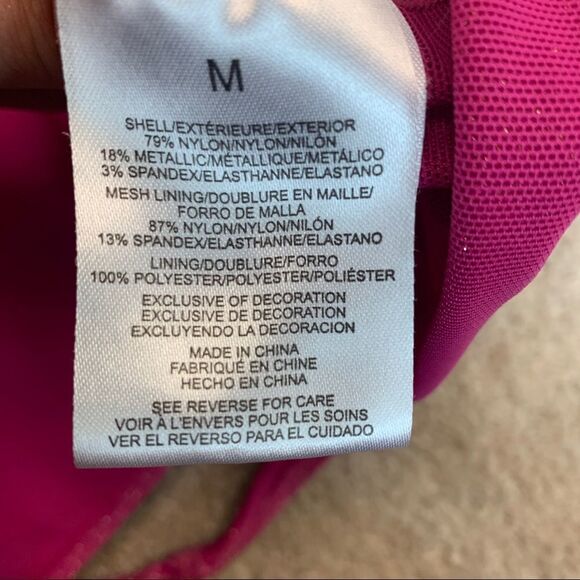 M
SHELL/EXTÉRIEURE/EXTERIOR
79% NYLON/NYLON/NILÓN
18% METALLIC/MÉTALLIQUE/METÁLICO
3% SPANDEX/ELASTHANNE/ELASTANO
MESH LINING/DOUBLURE EN MAILLE/
FORRO DE MALLA
87% NYLON/NYLON/NILÓN
13% SPANDEX/ELASTHANNE/ELASTANO
LINING/DOUBLURE/FORRO
100% POLYESTER/POLYESTER/POLIÉSTER
EXCLUSIVE OF DECORATION
EXCLUSIVE DE DECORATION
EXCLUYENDO LA DECORACIÓN
MADE IN CHINA
FABRIQUÉ EN CHINE
HECHO EN CHINA
SEE REVERSE FOR CARE
VOIR À L'ENVERS POUR LES SOINS
VER EL REVERSO PARA EL CUIDADO